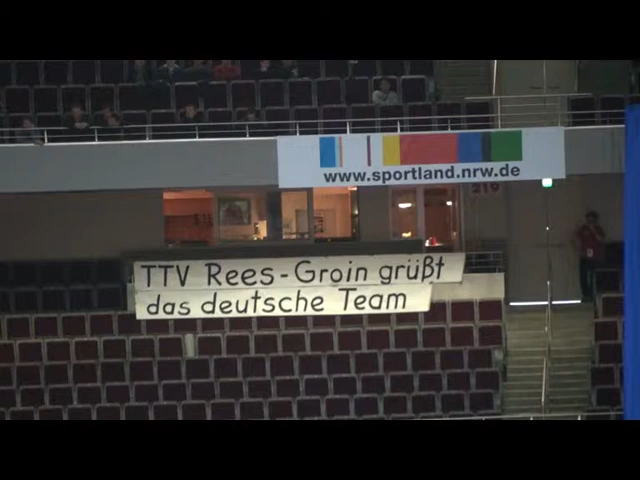 www.sportland.nrw.de
219
TTV Rees-Groin grüßt
das deutsche Team